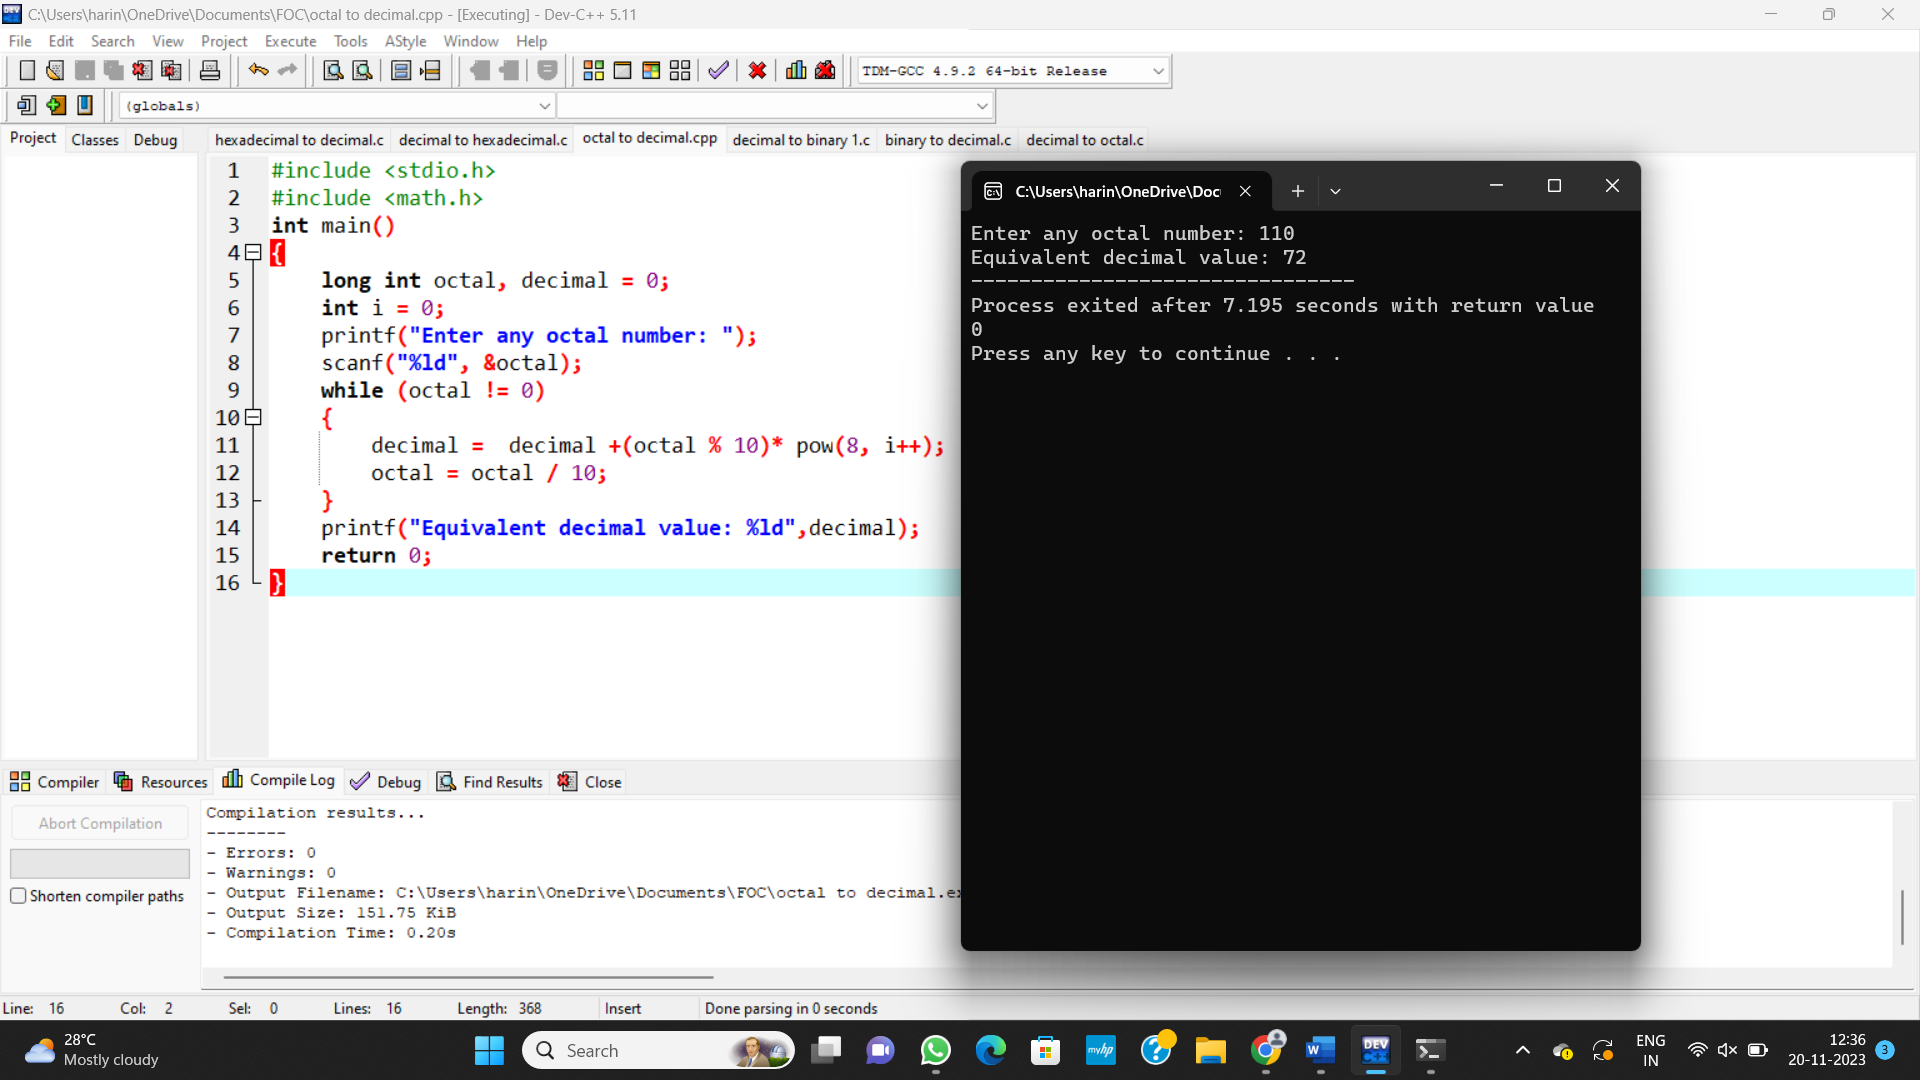 C:\Users\harin\OneDrive\Documents\FOC\octal to decimal.cpp - [Executing] - Dev-C++ 5.11
File Edit Search View Project Execute Tools AStyle Window Help
TDM-GCC 4.9.2 64-bit Release
(globals)
Project Classes Debug
hexadecimal to decimal.c decimal to hexadecimal.c octal to decimal.cpp decimal to binary 1.c binary to decimal.c decimal to octal.c
1 #include <stdio.h>
2 #include <math.h>
3 int main()
4 {
5 long int octal, decimal = 0;
6 int i = 0;
7 printf("Enter any octal number: ");
8 scanf("%ld", &octal);
9 while (octal != 0)
10 {
11 decimal =  decimal +(octal % 10)* pow(8, i++);
12 octal = octal / 10;
13 }
14 printf("Equivalent decimal value: %ld",decimal);
15 return 0;
16 }
C:\Users\harin\OneDrive\Doc
Enter any octal number: 110
Equivalent decimal value: 72
--------------------------------
Process exited after 7.195 seconds with return value
0
Press any key to continue . . .
Compiler Resources Compile Log Debug Find Results Close
Abort Compilation
Shorten compiler paths
Compilation results...
--------
- Errors: 0
- Warnings: 0
- Output Filename: C:\Users\harin\OneDrive\Documents\FOC\octal to decimal.ex
- Output Size: 151.75 KiB
- Compilation Time: 0.20s
Line: 16 Col: 2 Sel: 0 Lines: 16 Length: 368 Insert Done parsing in 0 seconds
28°C
Mostly cloudy
Search
myhp
DEV
C++
ENG
IN
12:36
20-11-2023
3